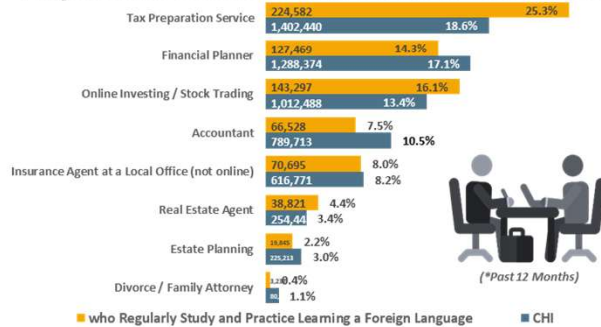 Tax Preparation Service
224,582 25.3%
1,402,440 18.6%
Financial Planner
127,469 14.3%
1,288,374 17.1%
Online Investing / Stock Trading
143,297 16.1%
1,012,488 13.4%
Accountant
66,528 7.5%
789,713 10.5%
Insurance Agent at a Local Office (not online)
70,695 8.0%
616,771 8.2%
Real Estate Agent
38,821 4.4%
254,44 3.4%
Estate Planning
2.2%
225,213 3.0%
Divorce / Family Attorney
0.4%
80, 1.1%
(*Past 12 Months)
who Regularly Study and Practice Learning a Foreign Language CHI